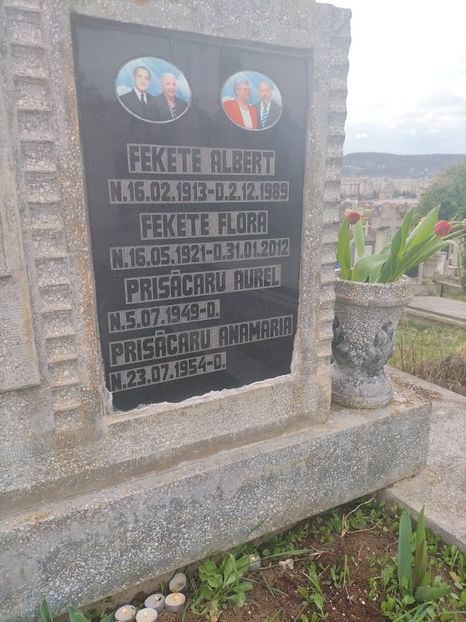 FEKETE ALBERT
N.16.02.1913-D.2.12.1989
FEKETE FLORA
N.16.05.1921-D.31.01.2012
PRISĂCARU AUREL
N.5.07.1949-D.
PRISĂCARU ANAMARIA
N.23.07.1954-D.